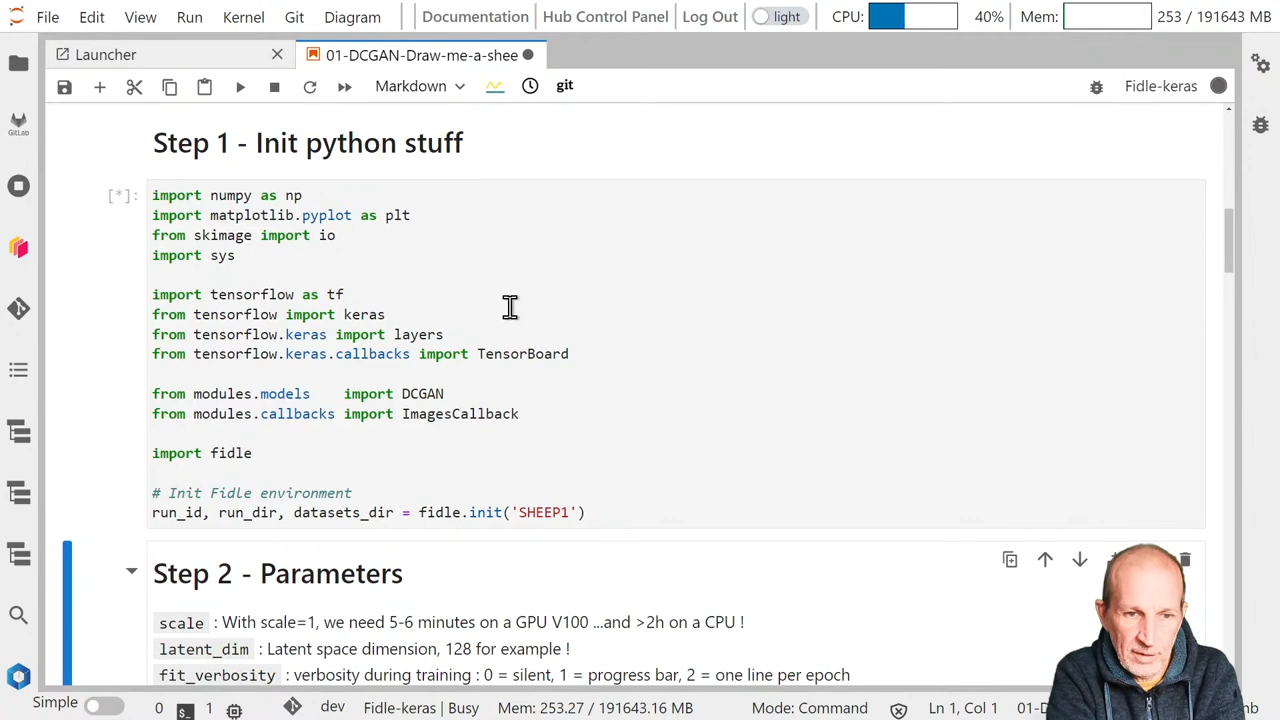 File Edit View Run Kernel Git Diagram Documentation Hub Control Panel Log Out light CPU: 40% Mem: 253 / 191643 MB
Launcher 01-DCGAN-Draw-me-a-shee
Markdown git Fidle-keras
GitLab
Step 1 - Init python stuff
[*]:
import numpy as np
import matplotlib.pyplot as plt
from skimage import io
import sys
import tensorflow as tf
from tensorflow import keras
from tensorflow.keras import layers
from tensorflow.keras.callbacks import TensorBoard
from modules.models    import DCGAN
from modules.callbacks import ImagesCallback
import fidle
# Init Fidle environment
run_id, run_dir, datasets_dir = fidle.init('SHEEP1')
Step 2 - Parameters
scale : With scale=1, we need 5-6 minutes on a GPU V100 ...and >2h on a CPU !
latent_dim : Latent space dimension, 128 for example !
fit_verbosity : verbosity during training : 0 = silent, 1 = progress bar, 2 = one line per epoch
Simple 0 1 dev Fidle-keras | Busy Mem: 253.27 / 191643.16 MB Mode: Command Ln 1, Col 1 01-D